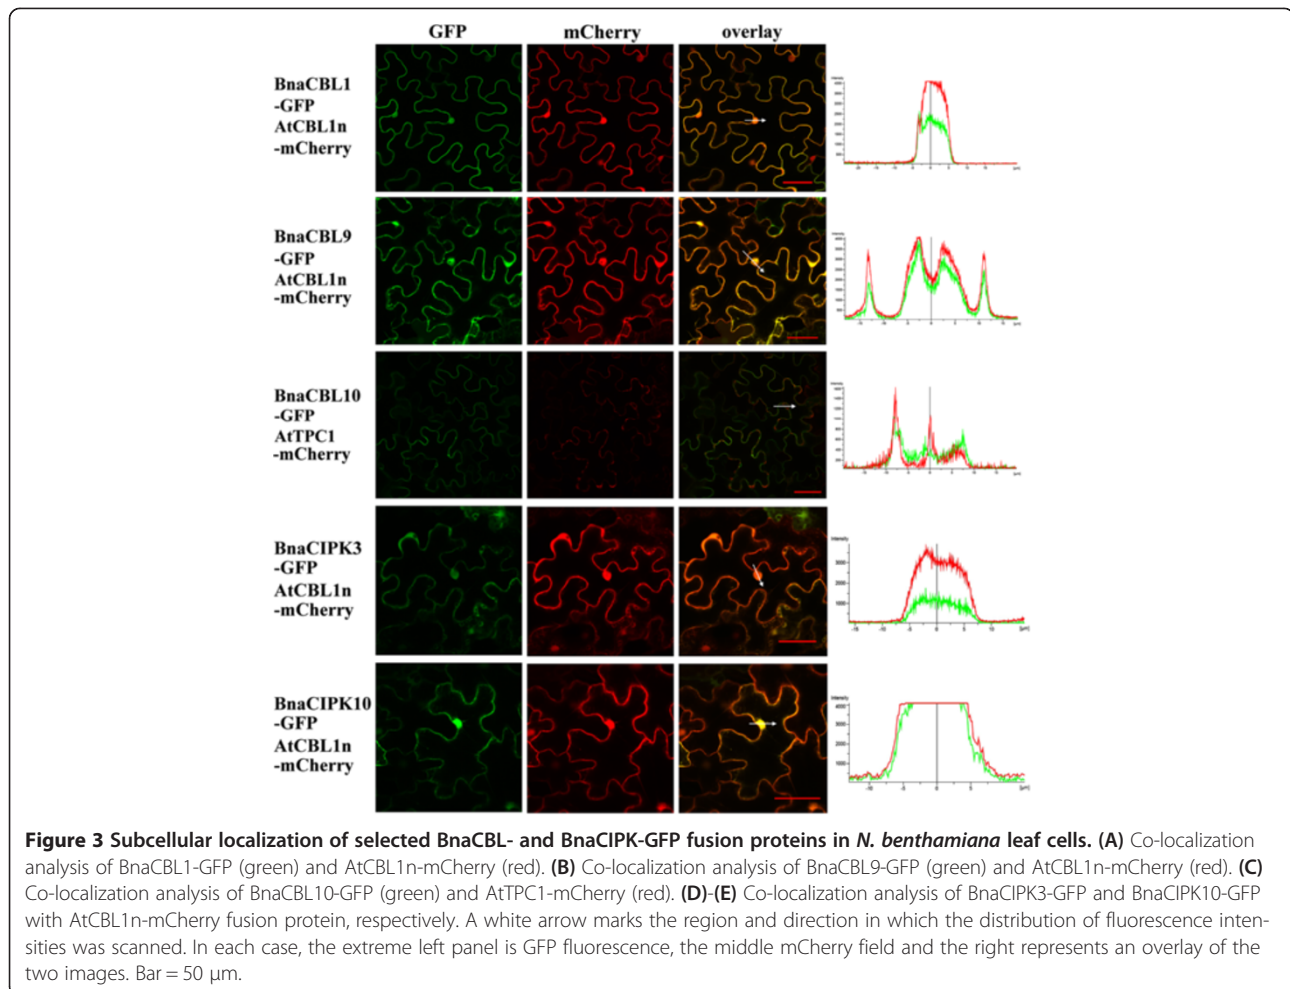 GFP mCherry overlay
BnaCBL1
-GFP
AtCBL1n
-mCherry
BnaCBL9
-GFP
AtCBL1n
-mCherry
BnaCBL10
-GFP
AtTPC1
-mCherry
BnaCIPK3
-GFP
AtCBL1n
-mCherry
Intensity
BnaCIPK10
-GFP
AtCBL1n
-mCherry
Intensity
Figure 3 Subcellular localization of selected BnaCBL- and BnaCIPK-GFP fusion proteins in N. benthamiana leaf cells. (A) Co-localization
analysis of BnaCBL1-GFP (green) and AtCBL1n-mCherry (red). (B) Co-localization analysis of BnaCBL9-GFP (green) and AtCBL1n-mCherry (red). (C)
Co-localization analysis of BnaCBL10-GFP (green) and AtTPC1-mCherry (red). (D)-(E) Co-localization analysis of BnaCIPK3-GFP and BnaCIPK10-GFP
with AtCBL1n-mCherry fusion protein, respectively. A white arrow marks the region and direction in which the distribution of fluorescence inten-
sities was scanned. In each case, the extreme left panel is GFP fluorescence, the middle mCherry field and the right represents an overlay of the
two images. Bar = 50 μm.